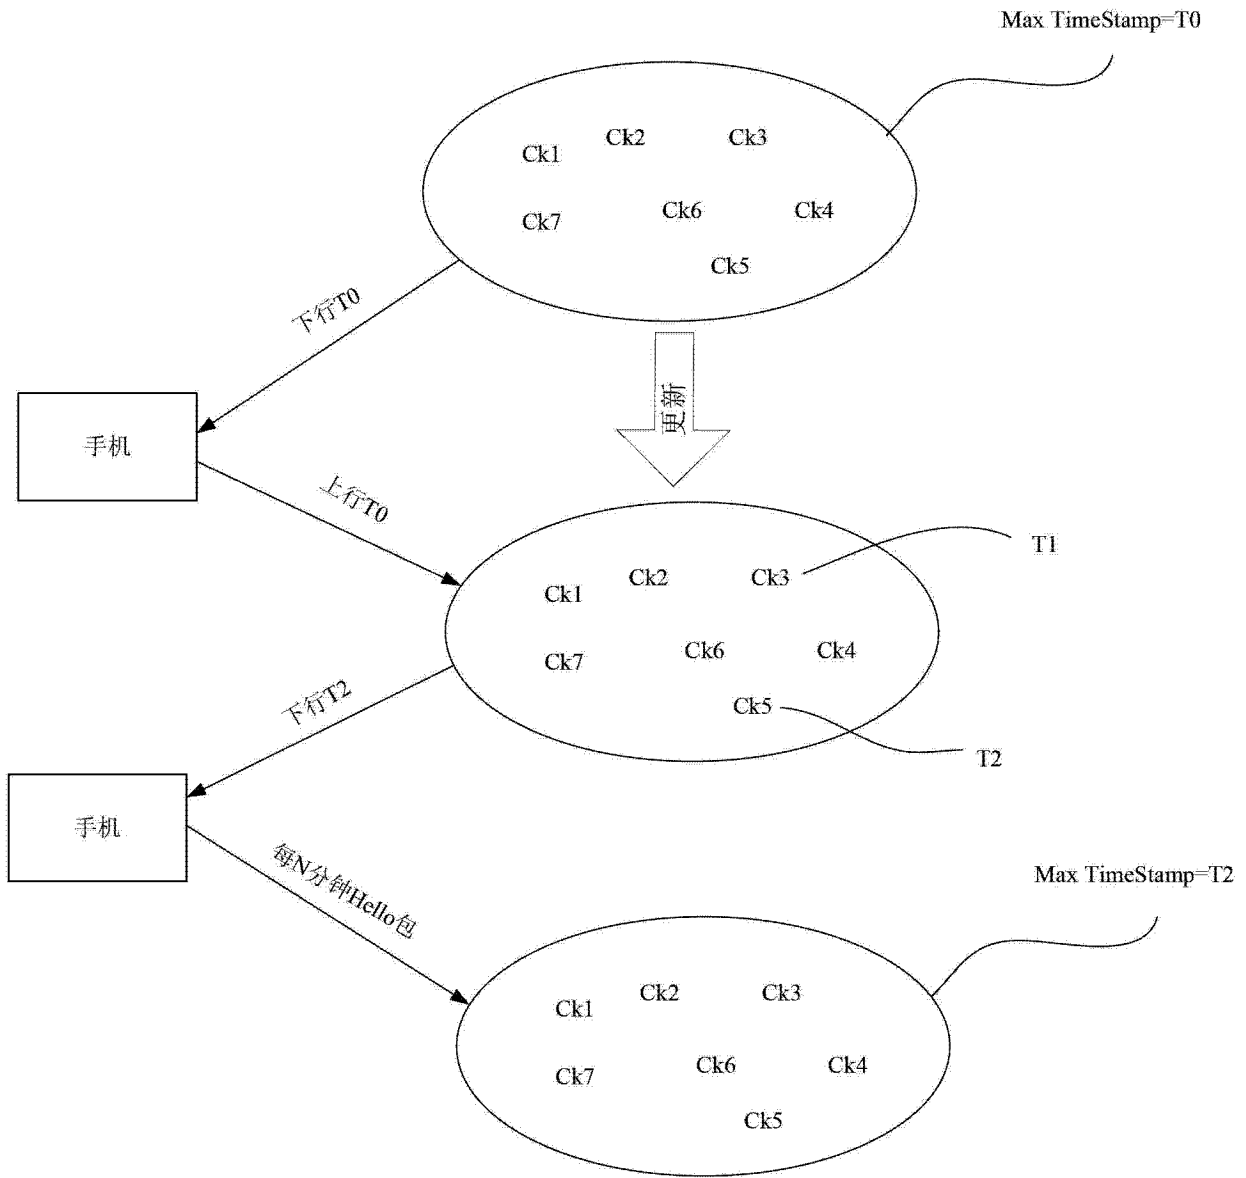 Max TimeStamp=T0
Ck1
Ck2
Ck3
Ck7
Ck6
Ck4
Ck5
下行T0
手机
更新
上行T0
T1
Ck1
Ck2
Ck3
Ck7
Ck6
Ck4
Ck5
T2
下行T2
手机
每N分钟Hello包
Max TimeStamp=T2
Ck1
Ck2
Ck3
Ck7
Ck6
Ck4
Ck5